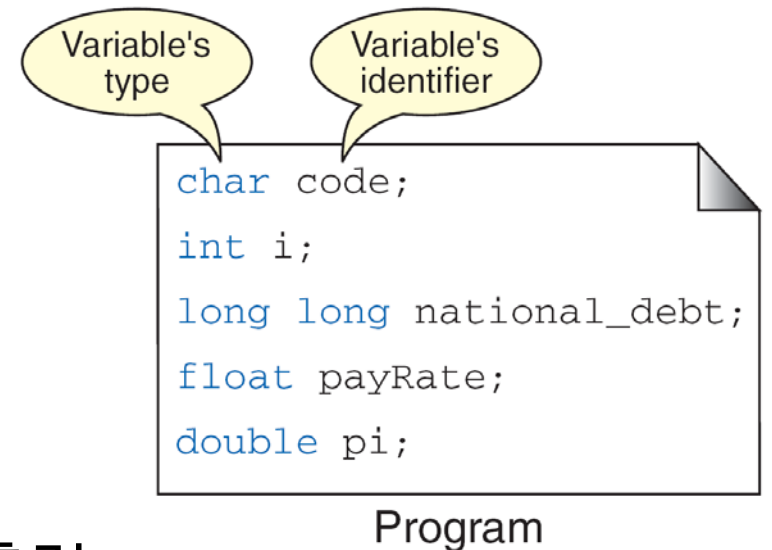 Variable's
type
Variable's
identifier
char code;
int i;
long long national_debt;
float payRate;
double pi;
Program